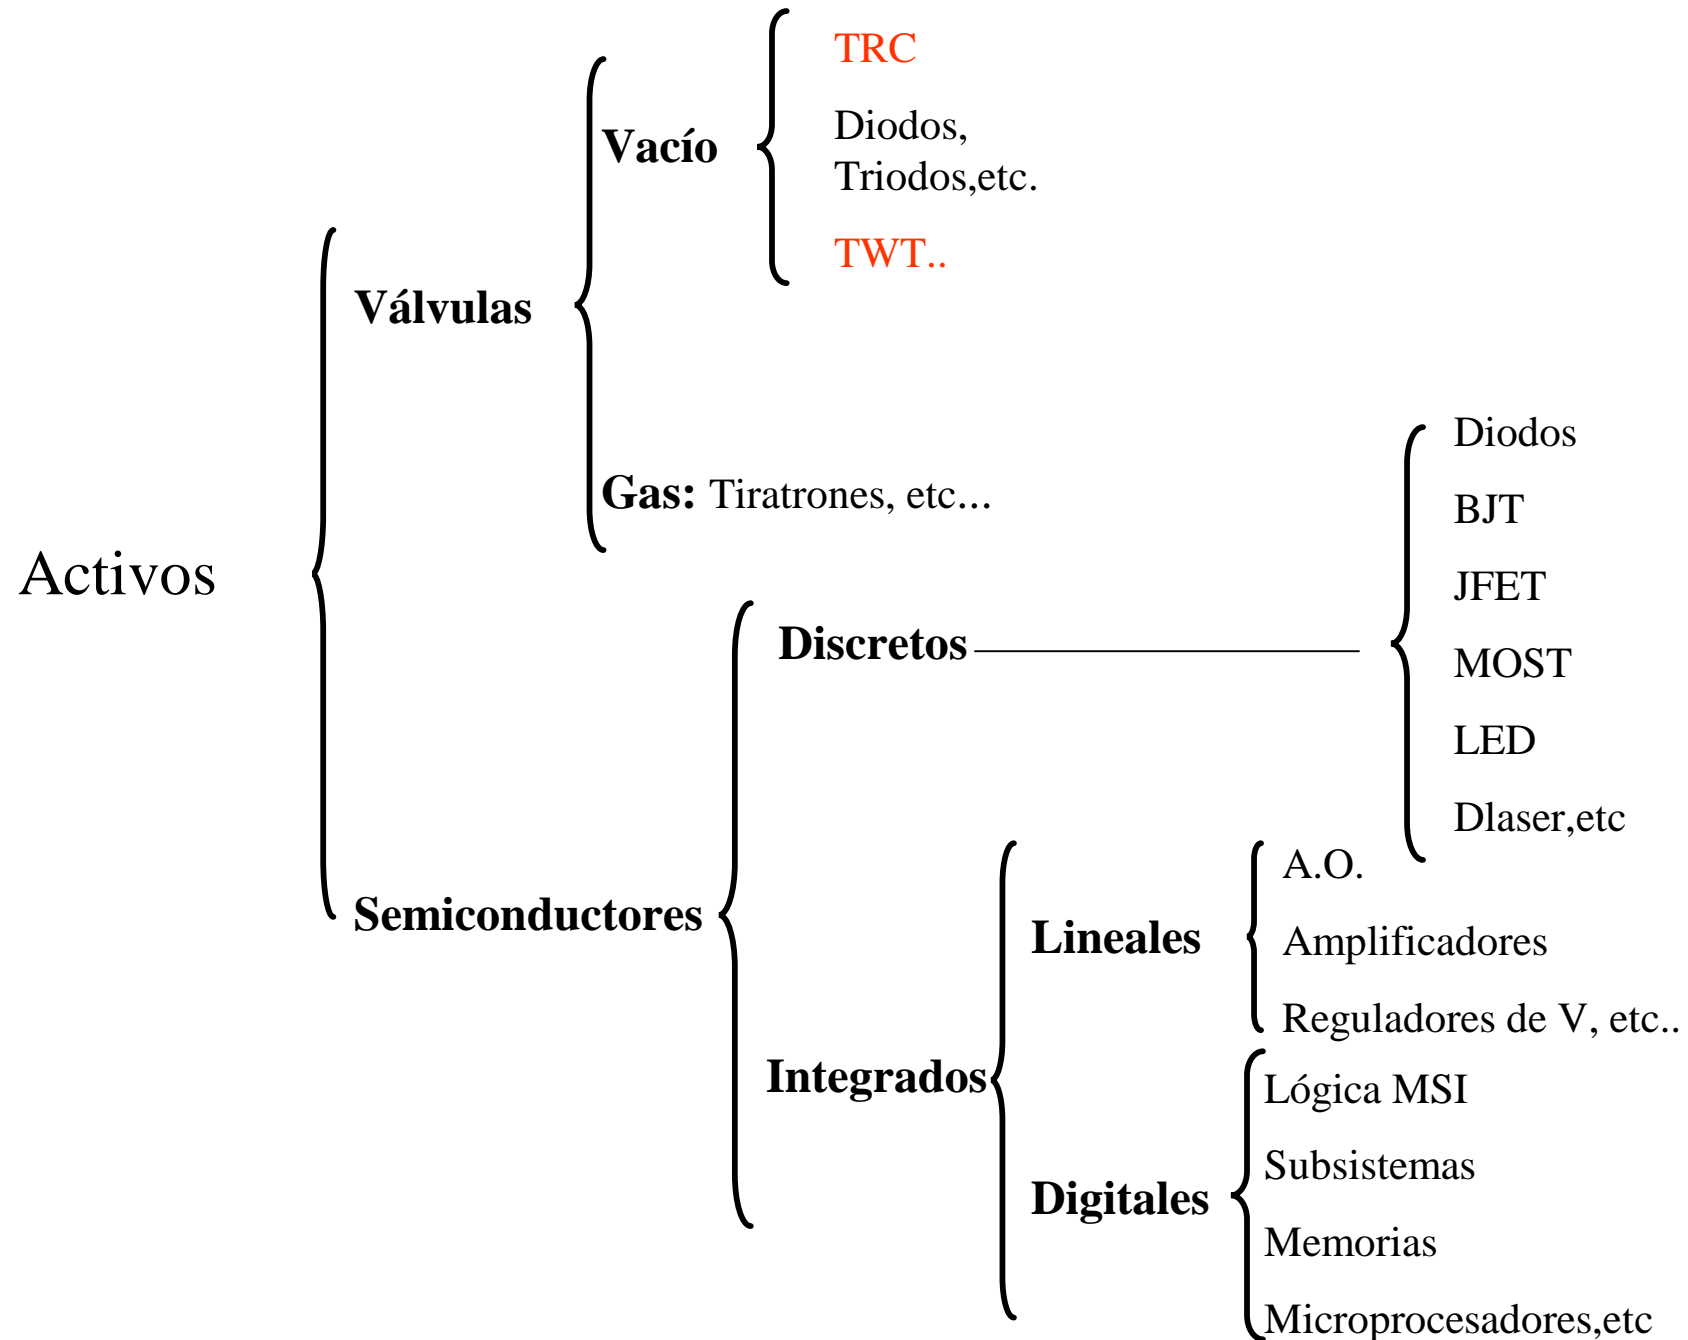 Activos
Válvulas
Vacío
TRC
Diodos,
Triodos,etc.
TWT..
Gas: Tiratrones, etc...
Semiconductores
Discretos
Diodos
BJT
JFET
MOST
LED
Dlaser,etc
Integrados
Lineales
A.O.
Amplificadores
Reguladores de V, etc..
Digitales
Lógica MSI
Subsistemas
Memorias
Microprocesadores,etc